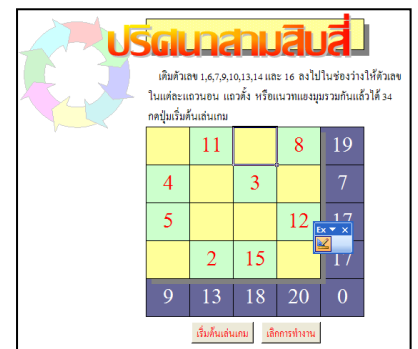 ปริศนาสามสิบสี่
เติมตัวเลข 1,6,7,9,10,13,14 และ 16 ลงไปในช่องว่างให้ตัวเลข
ในแต่ละแถวนอน แถวตั้ง หรือแนวทแยงมุมรวมกันแล้วได้ 34
กดปุ่มเริ่มต้นเล่นเกม
11 8 19
4 3 7
5 12 17
Ex
2 15 17
9 13 18 20 0
เริ่มต้นเล่นเกม เลิกการทำงาน